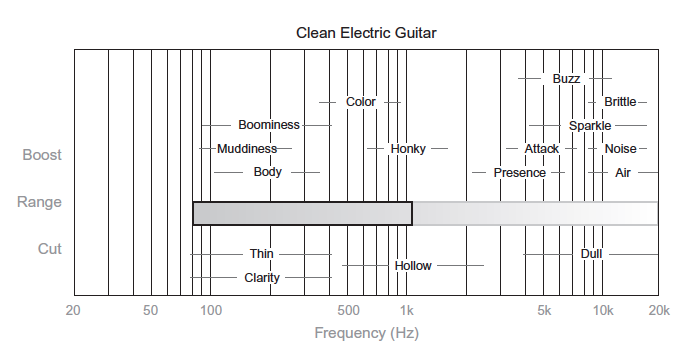 Clean Electric Guitar
Buzz
Color
Brittle
Boominess
Sparkle
Boost
Muddiness
Honky
Attack
Noise
Body
Presence
Air
Range
Cut
Thin
Dull
Hollow
Clarity
20 50 100 500 1k 5k 10k 20k
Frequency (Hz)